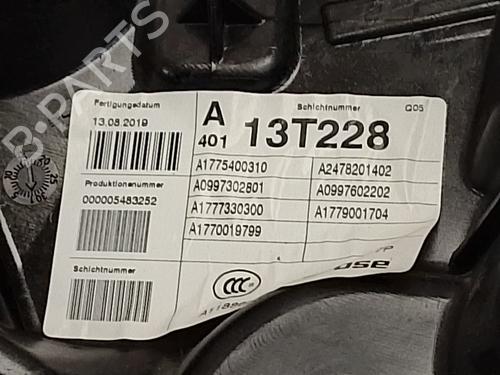 Fertigungsdatum
13.08.2019
A
401
Schichtnummer
Q05
13T228
Produktionsnummer
000005483252
A1775400310
A2478201402
A0997302801
A0997602202
A1777330300
A1779001704
A1770019799
Schichtnummer
CCC
B-PARTS